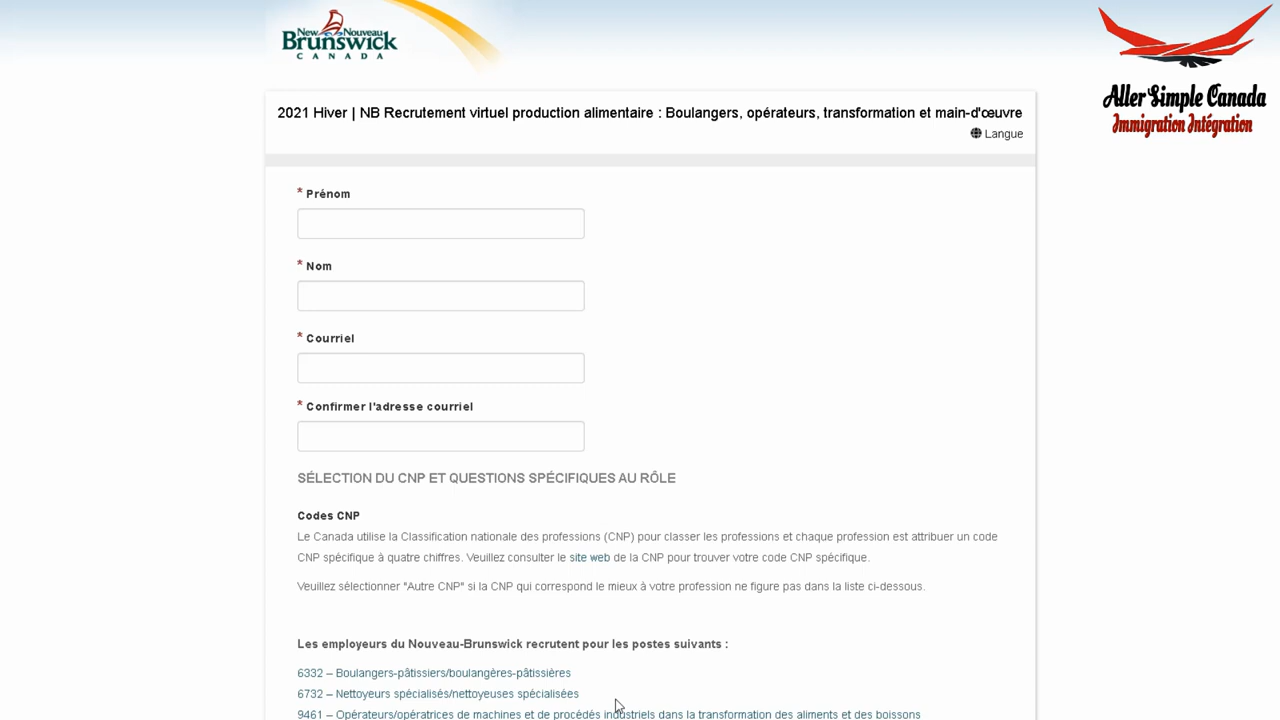 New Nouveau
Brunswick
CANADA
Aller Simple Canada
Immigration Intégration
2021 Hiver | NB Recrutement virtuel production alimentaire : Boulangers, opérateurs, transformation et main-d'œuvre
Langue
* Prénom
* Nom
* Courriel
* Confirmer l'adresse courriel
SÉLECTION DU CNP ET QUESTIONS SPÉCIFIQUES AU RÔLE
Codes CNP
Le Canada utilise la Classification nationale des professions (CNP) pour classer les professions et chaque profession est attribuer un code
CNP spécifique à quatre chiffres. Veuillez consulter le site web de la CNP pour trouver votre code CNP spécifique.
Veuillez sélectionner "Autre CNP" si la CNP qui correspond le mieux à votre profession ne figure pas dans la liste ci-dessous.
Les employeurs du Nouveau-Brunswick recrutent pour les postes suivants :
6332 – Boulangers-pâtissiers/boulangères-pâtissières
6732 – Nettoyeurs spécialisés/nettoyeuses spécialisées
9461 – Opérateurs/opératrices de machines et de procédés industriels dans la transformation des aliments et des boissons